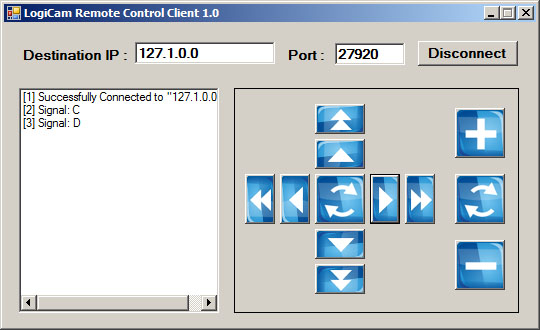 LogiCam Remote Control Client 1.0
Destination IP : 127.1.0.0 Port : 27920 Disconnect
[1] Successfully Connected to "127.1.0.0
[2] Signal: C
[3] Signal: D